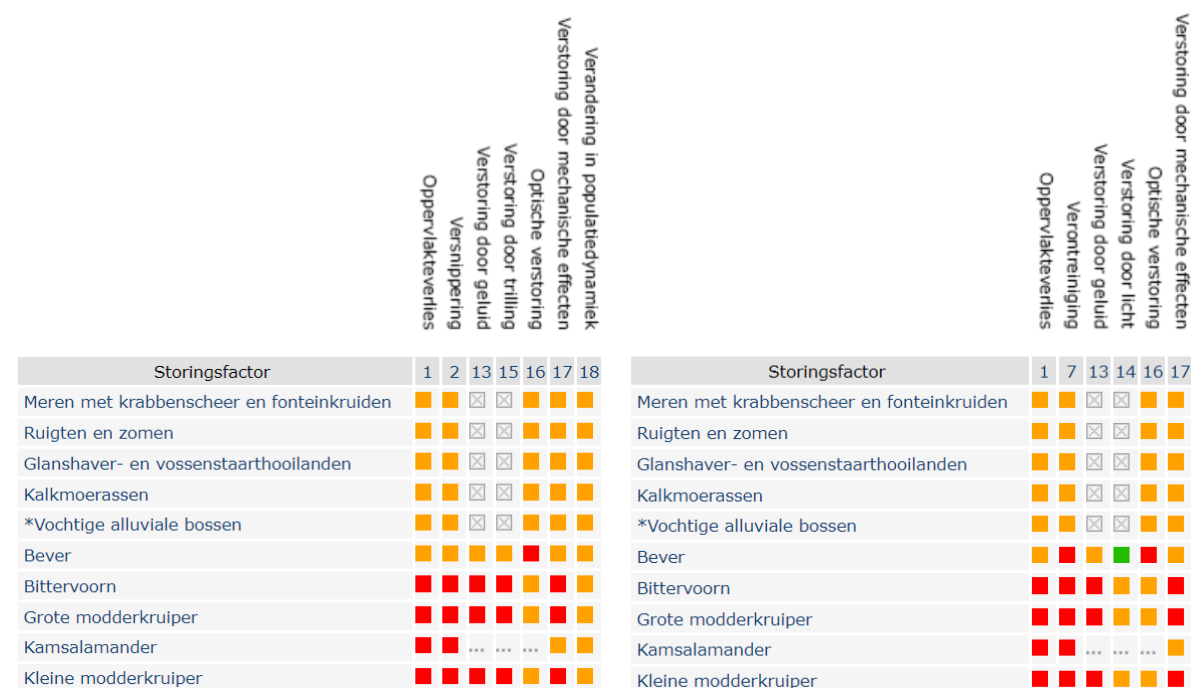 Oppervlakteverlies
Versnippering
Verstoring door geluid
Verstoring door trilling
Optische verstoring
Verstoring door mechanische effecten
Verandering in populatiedynamiek
Storingsfactor 1 2 13 15 16 17 18
Meren met krabbenscheer en fonteinkruiden
Ruigten en zomen
Glanshaver- en vossenstaarthooilanden
Kalkmoerassen
*Vochtige alluviale bossen
Bever
Bittervoorn
Grote modderkruiper
Kamsalamander ... ... ...
Kleine modderkruiper
Oppervlakteverlies
Verontreiniging
Verstoring door geluid
Verstoring door licht
Optische verstoring
Verstoring door mechanische effecten
Storingsfactor 1 7 13 14 16 17
Meren met krabbenscheer en fonteinkruiden
Ruigten en zomen
Glanshaver- en vossenstaarthooilanden
Kalkmoerassen
*Vochtige alluviale bossen
Bever
Bittervoorn
Grote modderkruiper
Kamsalamander ... ... ...
Kleine modderkruiper